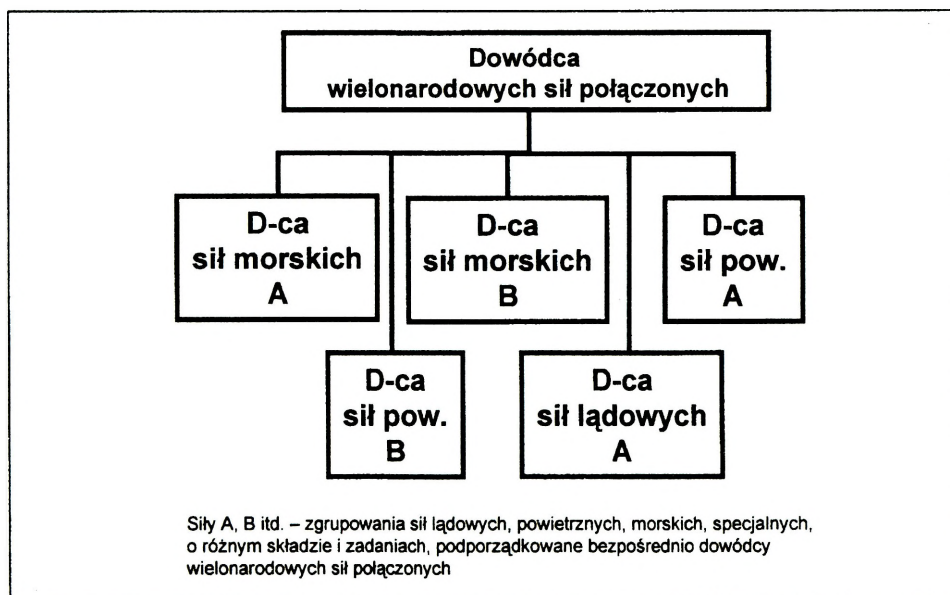 Dowódca
wielonarodowych sił połączonych
D-ca
sił morskich
A
D-ca
sił morskich
B
D-ca
sił pow.
A
D-ca
sił pow.
B
D-ca
sił lądowych
A
Siły A, B itd. – zgrupowania sił lądowych, powietrznych, morskich, specjalnych,
o różnym składzie i zadaniach, podporządkowane bezpośrednio dowódcy
wielonarodowych sił połączonych